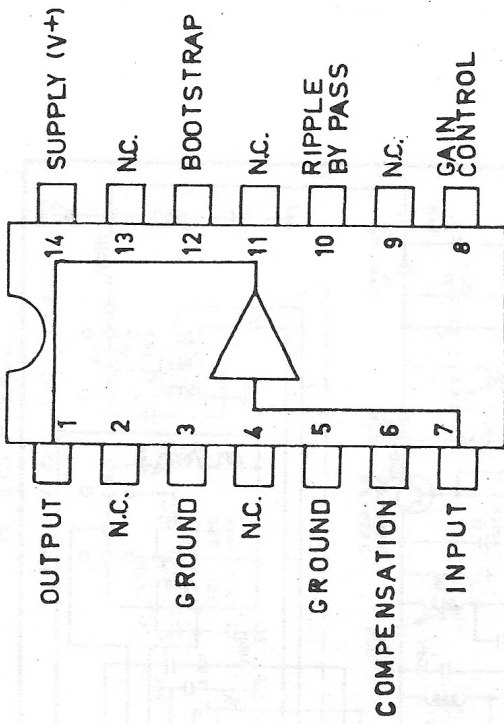 OUTPUT 1 14 SUPPLY (V+)
N.C. 2 13 N.C.
GROUND 3 12 BOOTSTRAP
N.C. 4 11 N.C.
GROUND 5 10 RIPPLE
BY PASS
COMPENSATION 6 9 N.C.
INPUT 7 8 GAIN
CONTROL